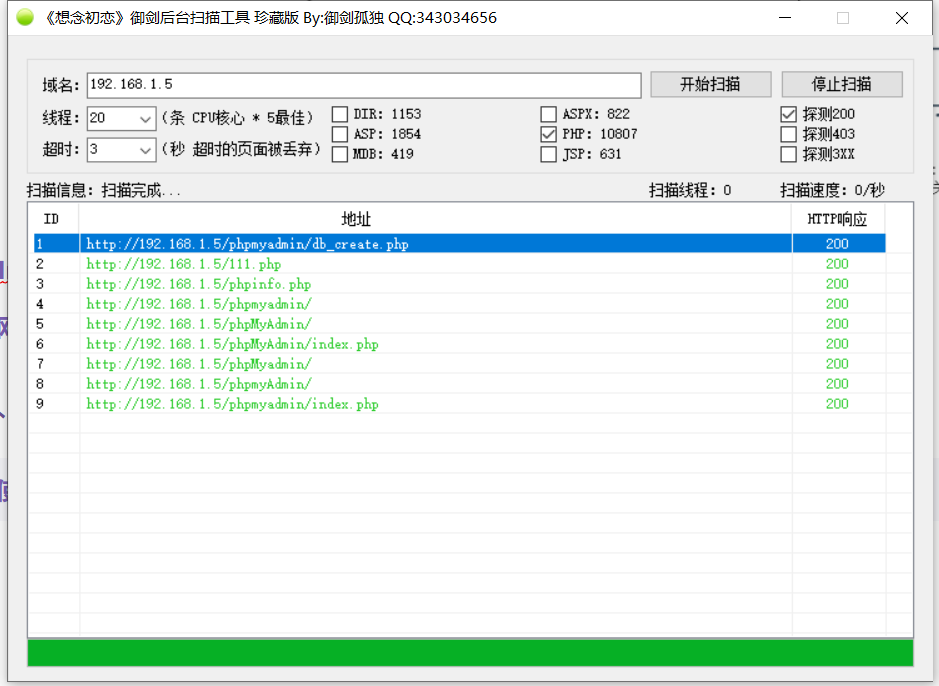 《想念初恋》御剑后台扫描工具 珍藏版 By:御剑孤独 QQ:343034656
域名: 192.168.1.5 开始扫描 停止扫描
线程: 20 (条 CPU核心 * 5最佳) DIR: 1153 ASPX: 822 探测200
ASP: 1854 PHP: 10807 探测403
超时: 3 (秒 超时的页面被丢弃) MDB: 419 JSP: 631 探测3XX
扫描信息: 扫描完成... 扫描线程: 0 扫描速度: 0/秒
ID 地址 HTTP响应
1 http://192.168.1.5/phpmyadmin/db_create.php 200
2 http://192.168.1.5/111.php 200
3 http://192.168.1.5/phpinfo.php 200
4 http://192.168.1.5/phpmyadmin/ 200
5 http://192.168.1.5/phpMyAdmin/ 200
6 http://192.168.1.5/phpMyAdmin/index.php 200
7 http://192.168.1.5/phpMyadmin/ 200
8 http://192.168.1.5/phpmyAdmin/ 200
9 http://192.168.1.5/phpmyadmin/index.php 200